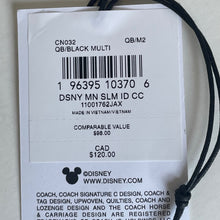 CN032 QB/M2
QB/BLACK MULTI
1 96395 10370 6
DSNY MN SLM ID CC
11001762JAX
MADE IN VIETNAM/VIETNAM
COMPARABLE VALUE
$98.00
CAD
$120.00
©DISNEY
WWW.DISNEY.COM
COACH, COACH SIGNATURE C DESIGN, COACH &
TAG DESIGN, UPWOVEN, QUILTIES, COACH AND
LOZENGE DESIGN AND THE COACH HORSE
& CARRIAGE DESIGN ARE REGISTERED